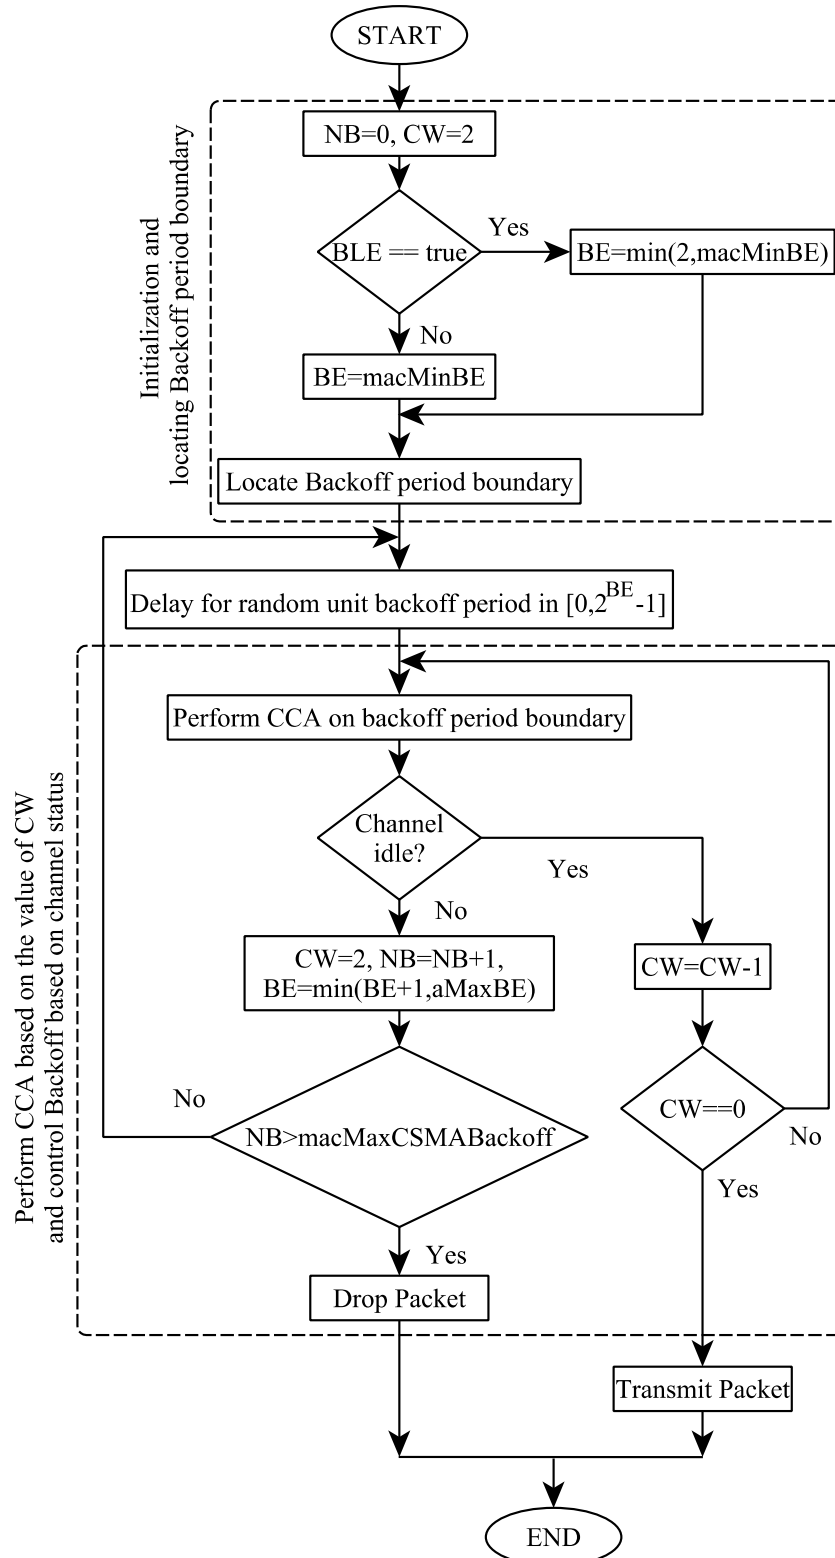 START
NB=0, CW=2
Initialization and
locating Backoff period boundary
BLE == true
Yes
BE=min(2,macMinBE)
No
BE=macMinBE
Locate Backoff period boundary
Delay for random unit backoff period in [0,2^BE -1]
Perform CCA on backoff period boundary
Channel
idle?
Yes
No
Perform CCA based on the value of CW
and control Backoff based on channel status
CW=2, NB=NB+1,
BE=min(BE+1,aMaxBE)
CW=CW-1
No
NB>macMaxCSMABackoff
CW==0
No
Yes
Yes
Drop Packet
Transmit Packet
END